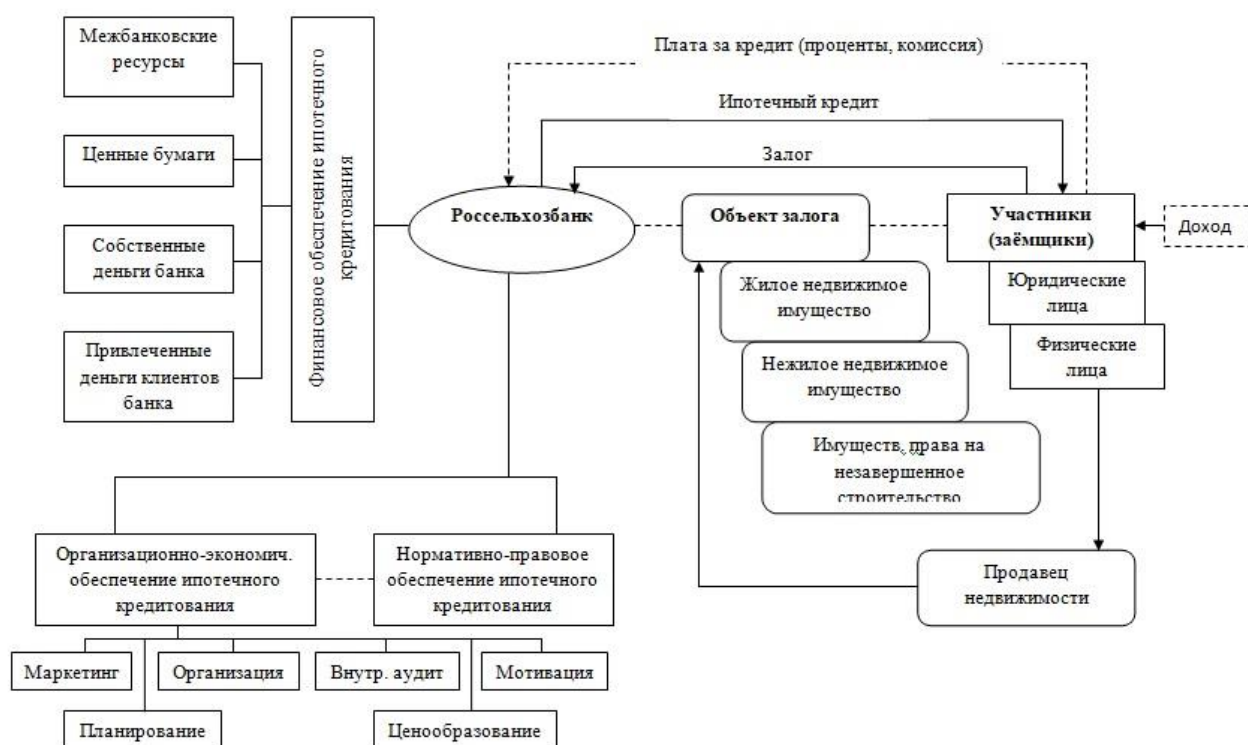 Межбанковские
ресурсы
Ценные бумаги
Собственные
деньги банка
Привлеченные
деньги клиентов
банка
Финансовое обеспечение ипотечного
кредитования
Плата за кредит (проценты, комиссия)
Ипотечный кредит
Залог
Россельхозбанк
Объект залога
Жилое недвижимое
имущество
Нежилое недвижимое
имущество
Имуществ. права на
незавершенное
строительство
Участники
(заёмщики)
Юридические
лица
Физические
лица
Доход
Продавец
недвижимости
Организационно-экономич.
обеспечение ипотечного
кредитования
Нормативно-правовое
обеспечение ипотечного
кредитования
Маркетинг
Организация
Внутр. аудит
Мотивация
Планирование
Ценообразование